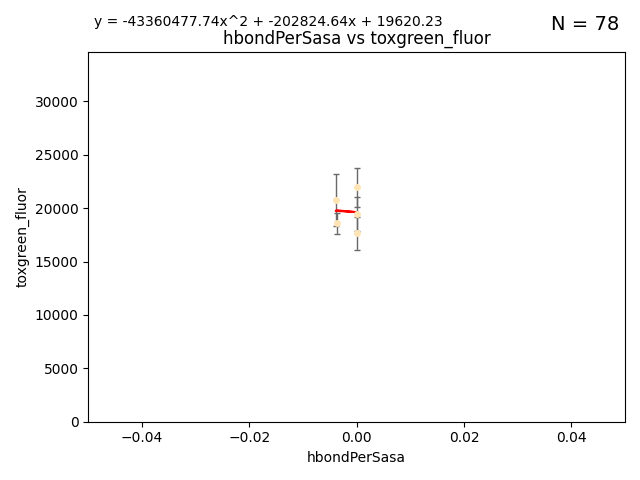 y = -43360477.74x^2 + -202824.64x + 19620.23
N = 78
hbondPerSasa vs toxgreen_fluor
30000
25000
20000
15000
10000
5000
0
toxgreen_fluor
−0.04
−0.02
0.00
0.02
0.04
hbondPerSasa